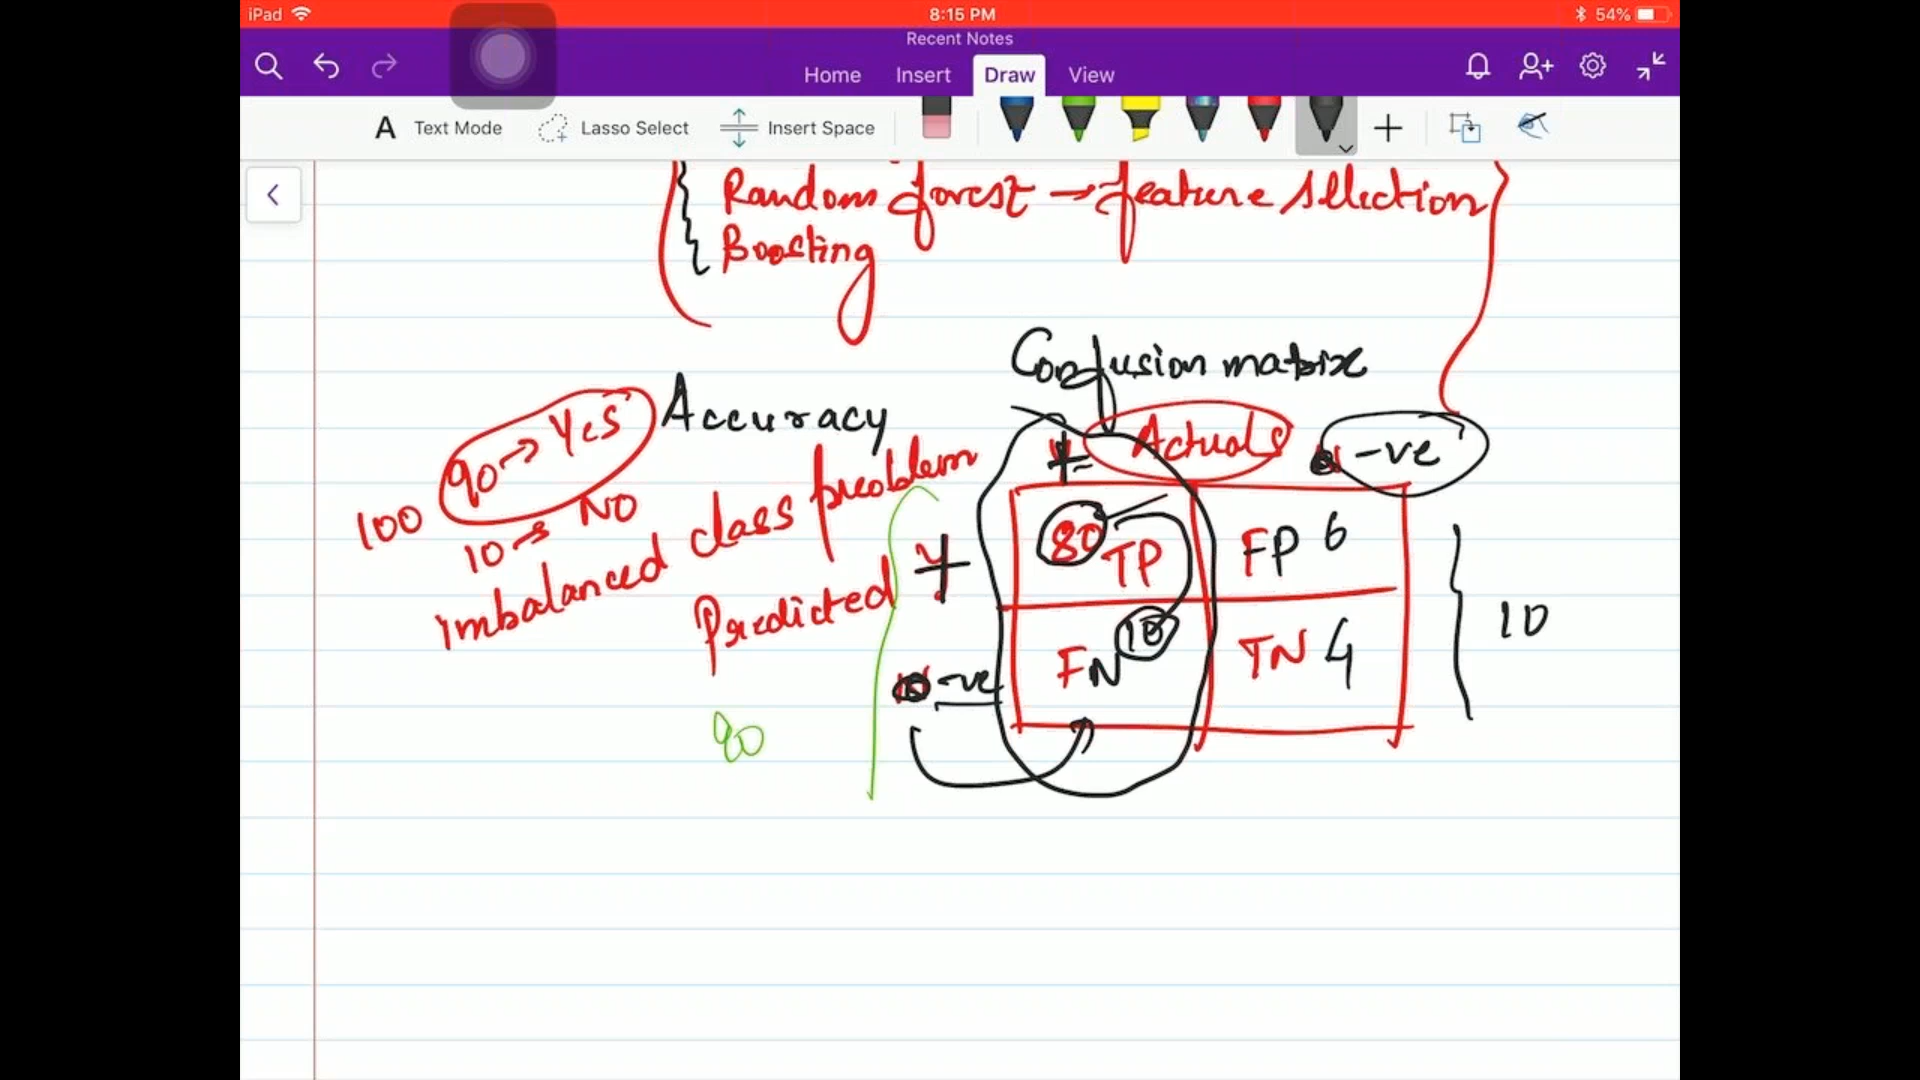 iPad 8:15 PM 54%
Recent Notes
Home Insert Draw View
A Text Mode Lasso Select Insert Space
Random forest → feature selection
Boosting
Confusion matrix
Accuracy
90 → Yes
100
10 → NO
imbalanced class problem
Actuals
+ -ve
Predicted
+ 80 TP FP 6
-ve FN 10 TN 4
10
90